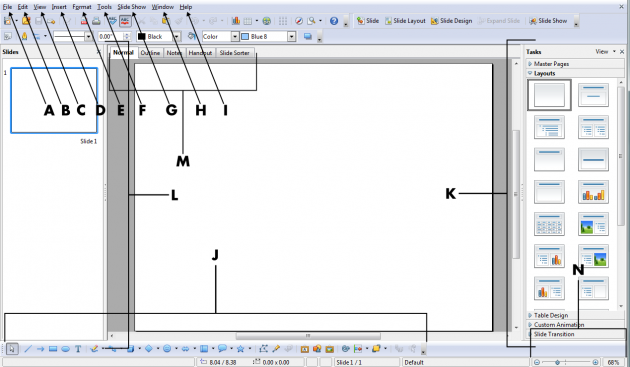 File Edit View Insert Format Tools Slide Show Window Help
Slide Slide Layout Slide Design Expand Slide Slide Show
0.00" Black Color Blue 8
Slides
Normal Outline Notes Handout Slide Sorter
Tasks View
Master Pages
Layouts
1
A B C D E F G H I
Slide 1
M
L
K
J
N
Table Design
Custom Animation
Slide Transition
T
8.04 / 8.38 0.00 x 0.00 Slide 1 / 1 Default 68%